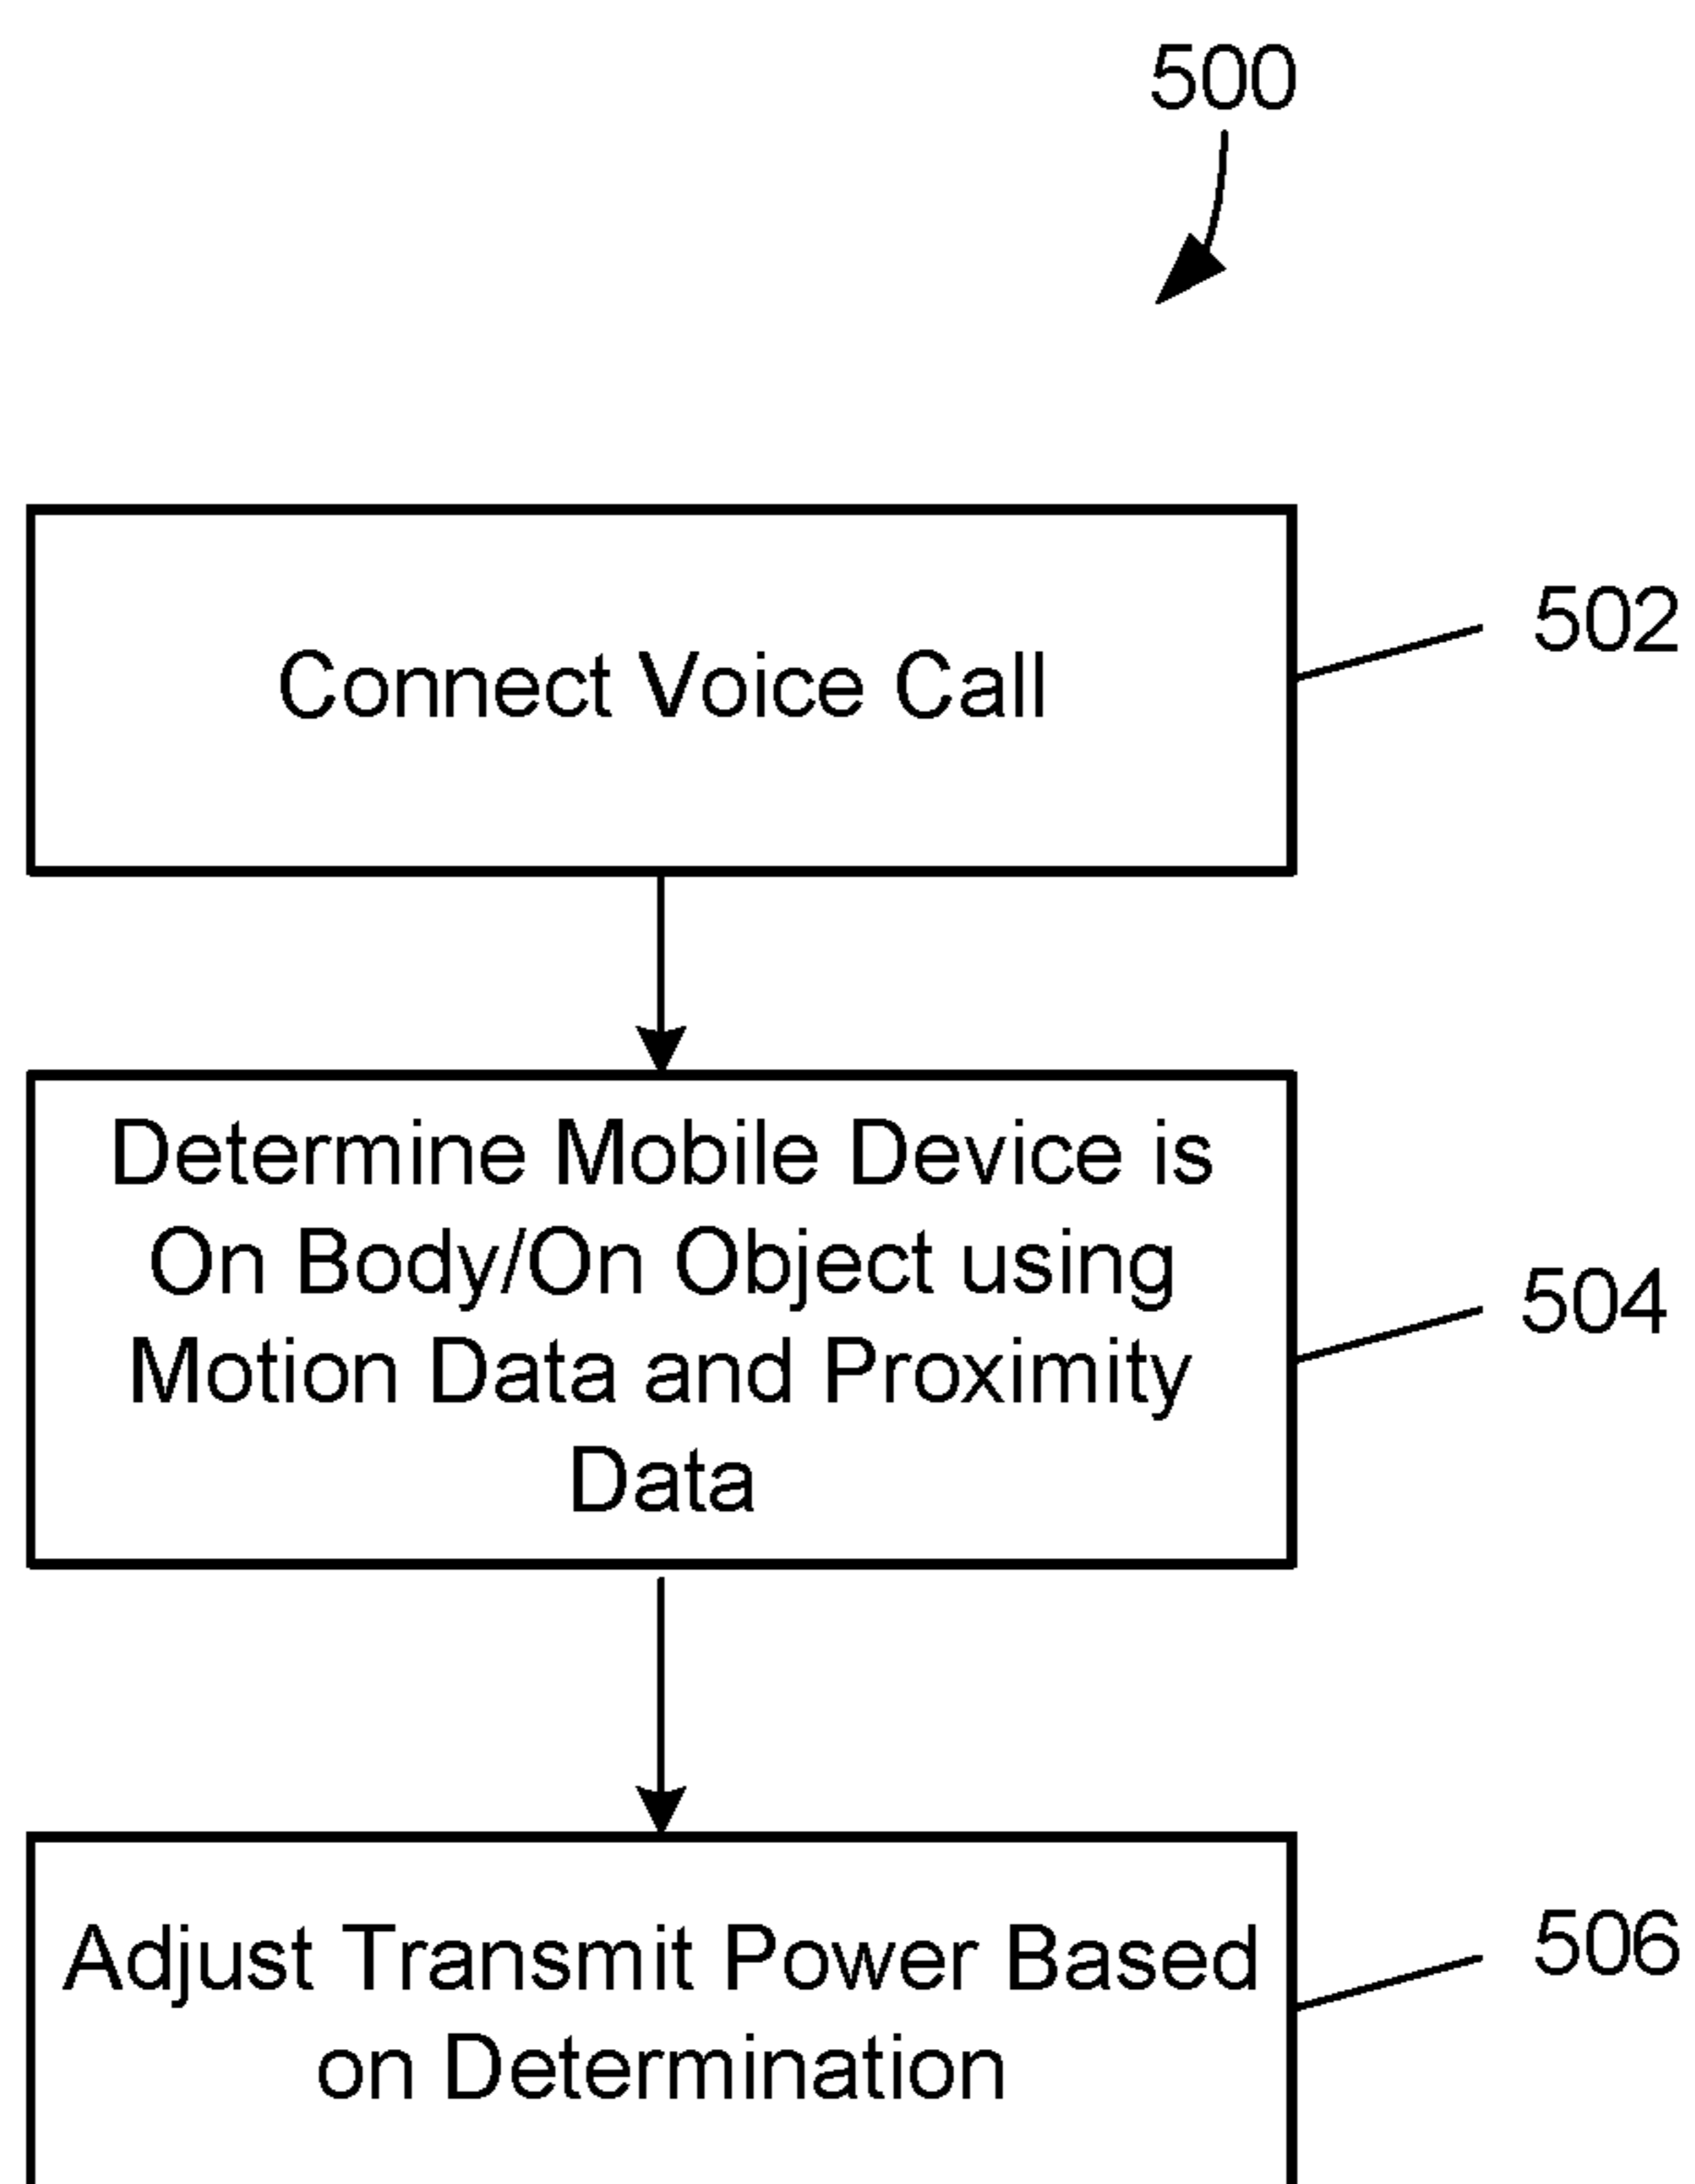 500
Connect Voice Call
502
Determine Mobile Device is
On Body/On Object using
Motion Data and Proximity
Data
504
Adjust Transmit Power Based
on Determination
506